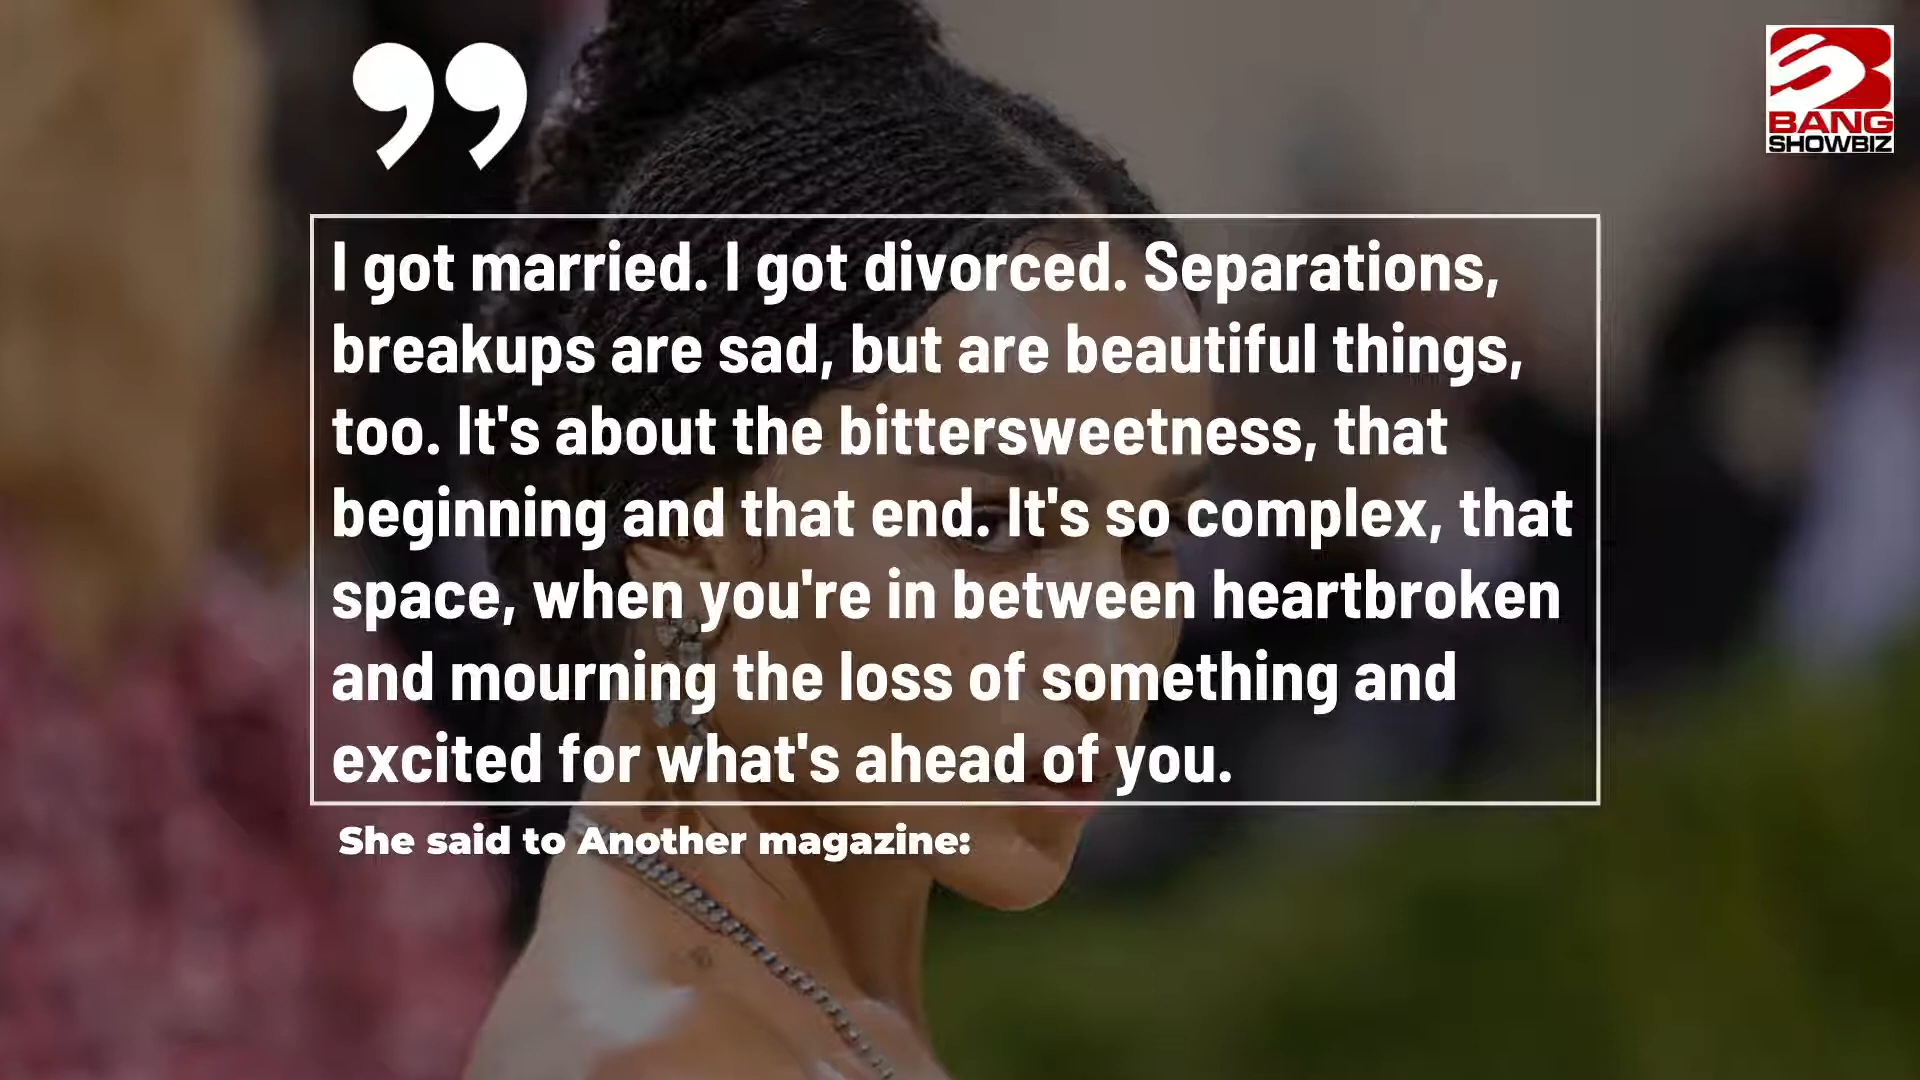 ”
BANG
SHOWBIZ
I got married. I got divorced. Separations,
breakups are sad, but are beautiful things,
too. It's about the bittersweetness, that
beginning and that end. It's so complex, that
space, when you're in between heartbroken
and mourning the loss of something and
excited for what's ahead of you.
She said to Another magazine: